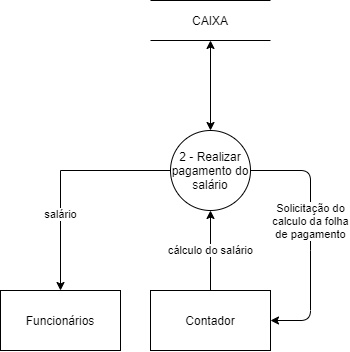 CAIXA
2 - Realizar
pagamento do
salário
salário
Solicitação do
calculo da folha
de pagamento
cálculo do salário
Funcionários
Contador